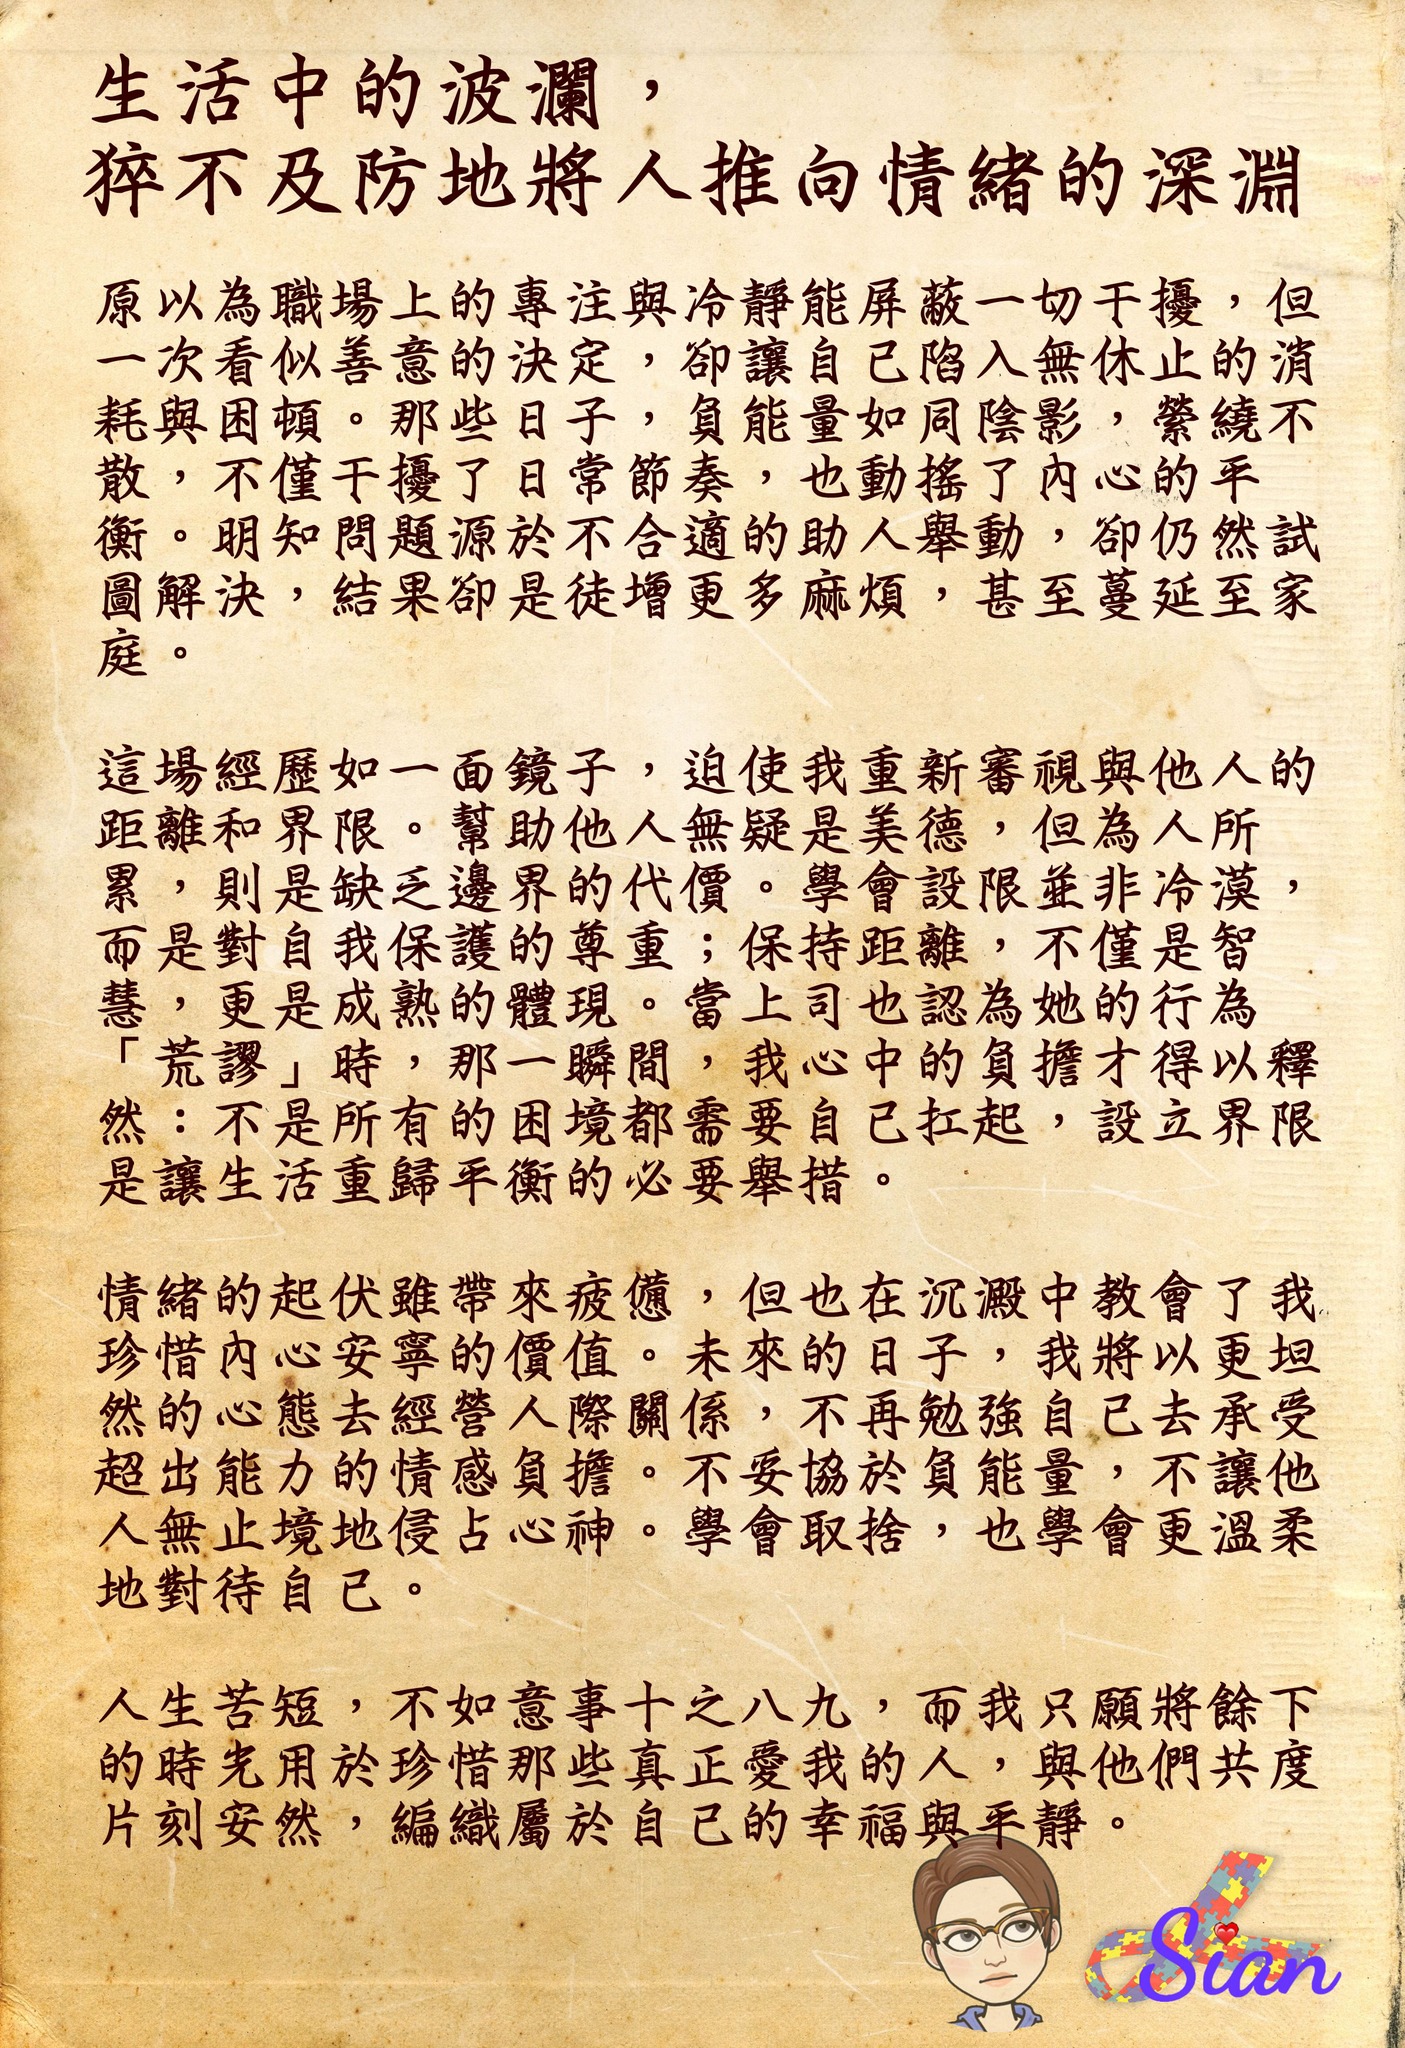 生活中的波瀾，
猝不及防地將人推向情緒的深淵
原以為職場上的專注與冷靜能屏蔽一切干擾，但
一次看似善意的決定，卻讓自己陷入無休止的消
耗與困頓。那些日子，負能量如同陰影，縈繞不
散，不僅干擾了日常節奏，也動搖了內心的平
衡。明知問題源於不合適的助人舉動，卻仍然試
圖解決，結果卻是徒增更多麻煩，甚至蔓延至家
庭。
這場經歷如一面鏡子，迫使我重新審視與他人的
距離和界限。幫助他人無疑是美德，但為人所
累，則是缺乏邊界的代價。學會設限並非冷漠，
而是對自我保護的尊重；保持距離，不僅是智
慧，更是成熟的體現。當上司也認為她的行為
「荒謬」時，那一瞬間，我心中的負擔才得以釋
然：不是所有的困境都需要自己扛起，設立界限
是讓生活重歸平衡的必要舉措。
情緒的起伏雖帶來疲憊，但也在沉澱中教會了我
珍惜內心安寧的價值。未來的日子，我將以更坦
然的心態去經營人際關係，不再勉強自己去承受
超出能力的情感負擔。不妥協於負能量，不讓他
人無止境地侵占心神。學會取捨，也學會更溫柔
地對待自己。
人生苦短，不如意事十之八九，而我只願將餘下
的時光用於珍惜那些真正愛我的人，與他們共度
片刻安然，編織屬於自己的幸福與平靜。
Sian